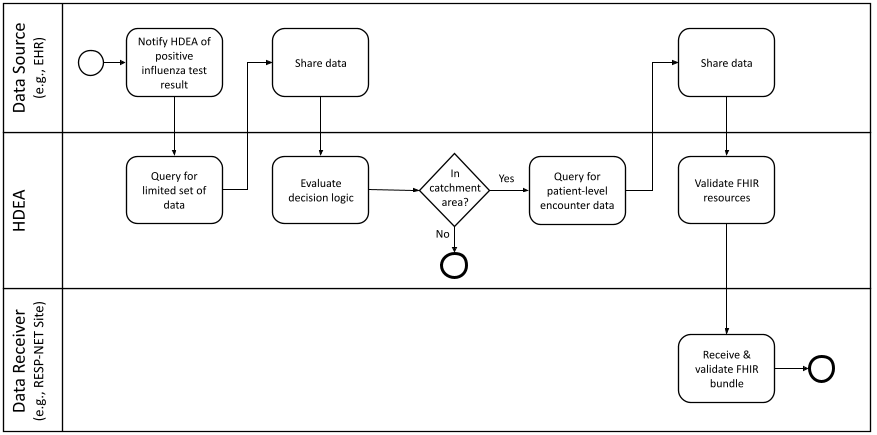 Data Source
(e.g., EHR)
Notify HDEA of
positive
influenza test
result
Share data
Share data
HDEA
Query for
limited set of
data
Evaluate
decision logic
In
catchment
area?
Yes
No
Query for
patient-level
encounter data
Validate FHIR
resources
Data Receiver
(e.g., RESP-NET Site)
Receive &
validate FHIR
bundle